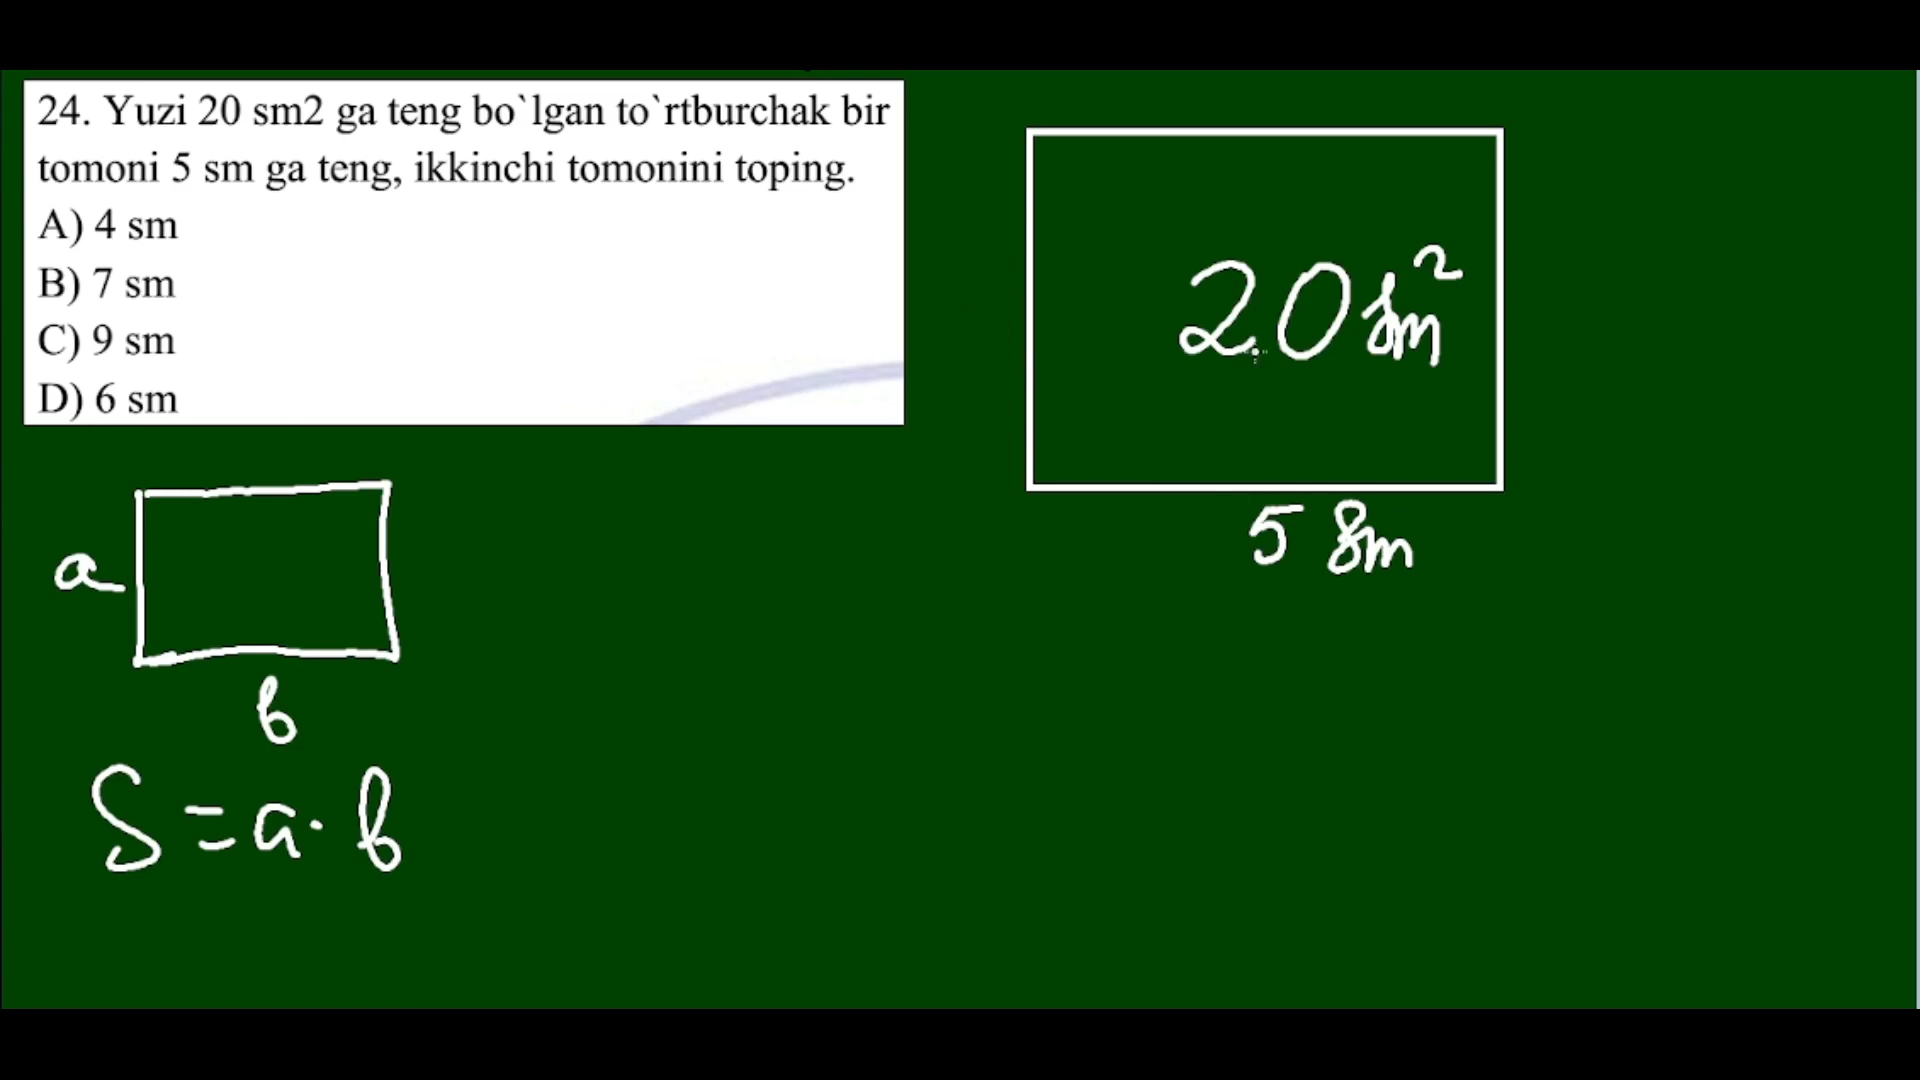 24. Yuzi 20 sm2 ga teng bo`lgan to`rtburchak bir
tomoni 5 sm ga teng, ikkinchi tomonini toping.
A) 4 sm
B) 7 sm
C) 9 sm
D) 6 sm
20 sm²
5 sm
a
b
S = a · b